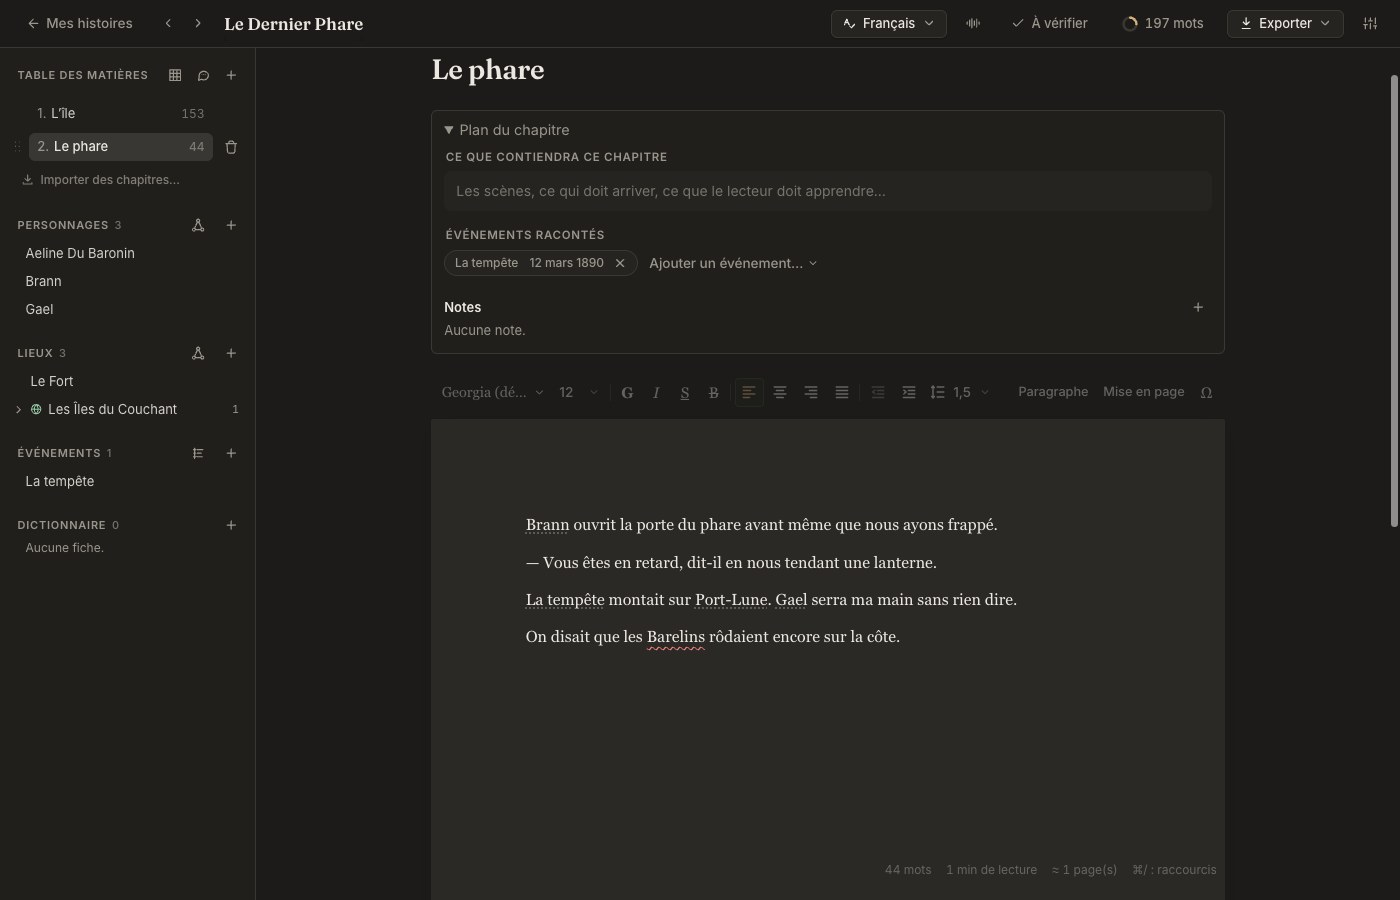 Mes histoires
Le Dernier Phare
Français
À vérifier
197 mots
Exporter
TABLE DES MATIÈRES
1. L'île 153
2. Le phare 44
Importer des chapitres...
PERSONNAGES 3
Aeline Du Baronin
Brann
Gael
LIEUX 3
Le Fort
Les Îles du Couchant 1
ÉVÉNEMENTS 1
La tempête
DICTIONNAIRE 0
Aucune fiche.
Le phare
Plan du chapitre
CE QUE CONTIENDRA CE CHAPITRE
Les scènes, ce qui doit arriver, ce que le lecteur doit apprendre...
ÉVÉNEMENTS RACONTÉS
La tempête 12 mars 1890
Ajouter un événement...
Notes
Aucune note.
Georgia (dé... 12 G I S B 1,5 Paragraphe Mise en page Ω
Brann ouvrit la porte du phare avant même que nous ayons frappé.
— Vous êtes en retard, dit-il en nous tendant une lanterne.
La tempête montait sur Port-Lune. Gael serra ma main sans rien dire.
On disait que les Barelins rôdaient encore sur la côte.
44 mots 1 min de lecture ≈ 1 page(s) ⌘/ : raccourcis